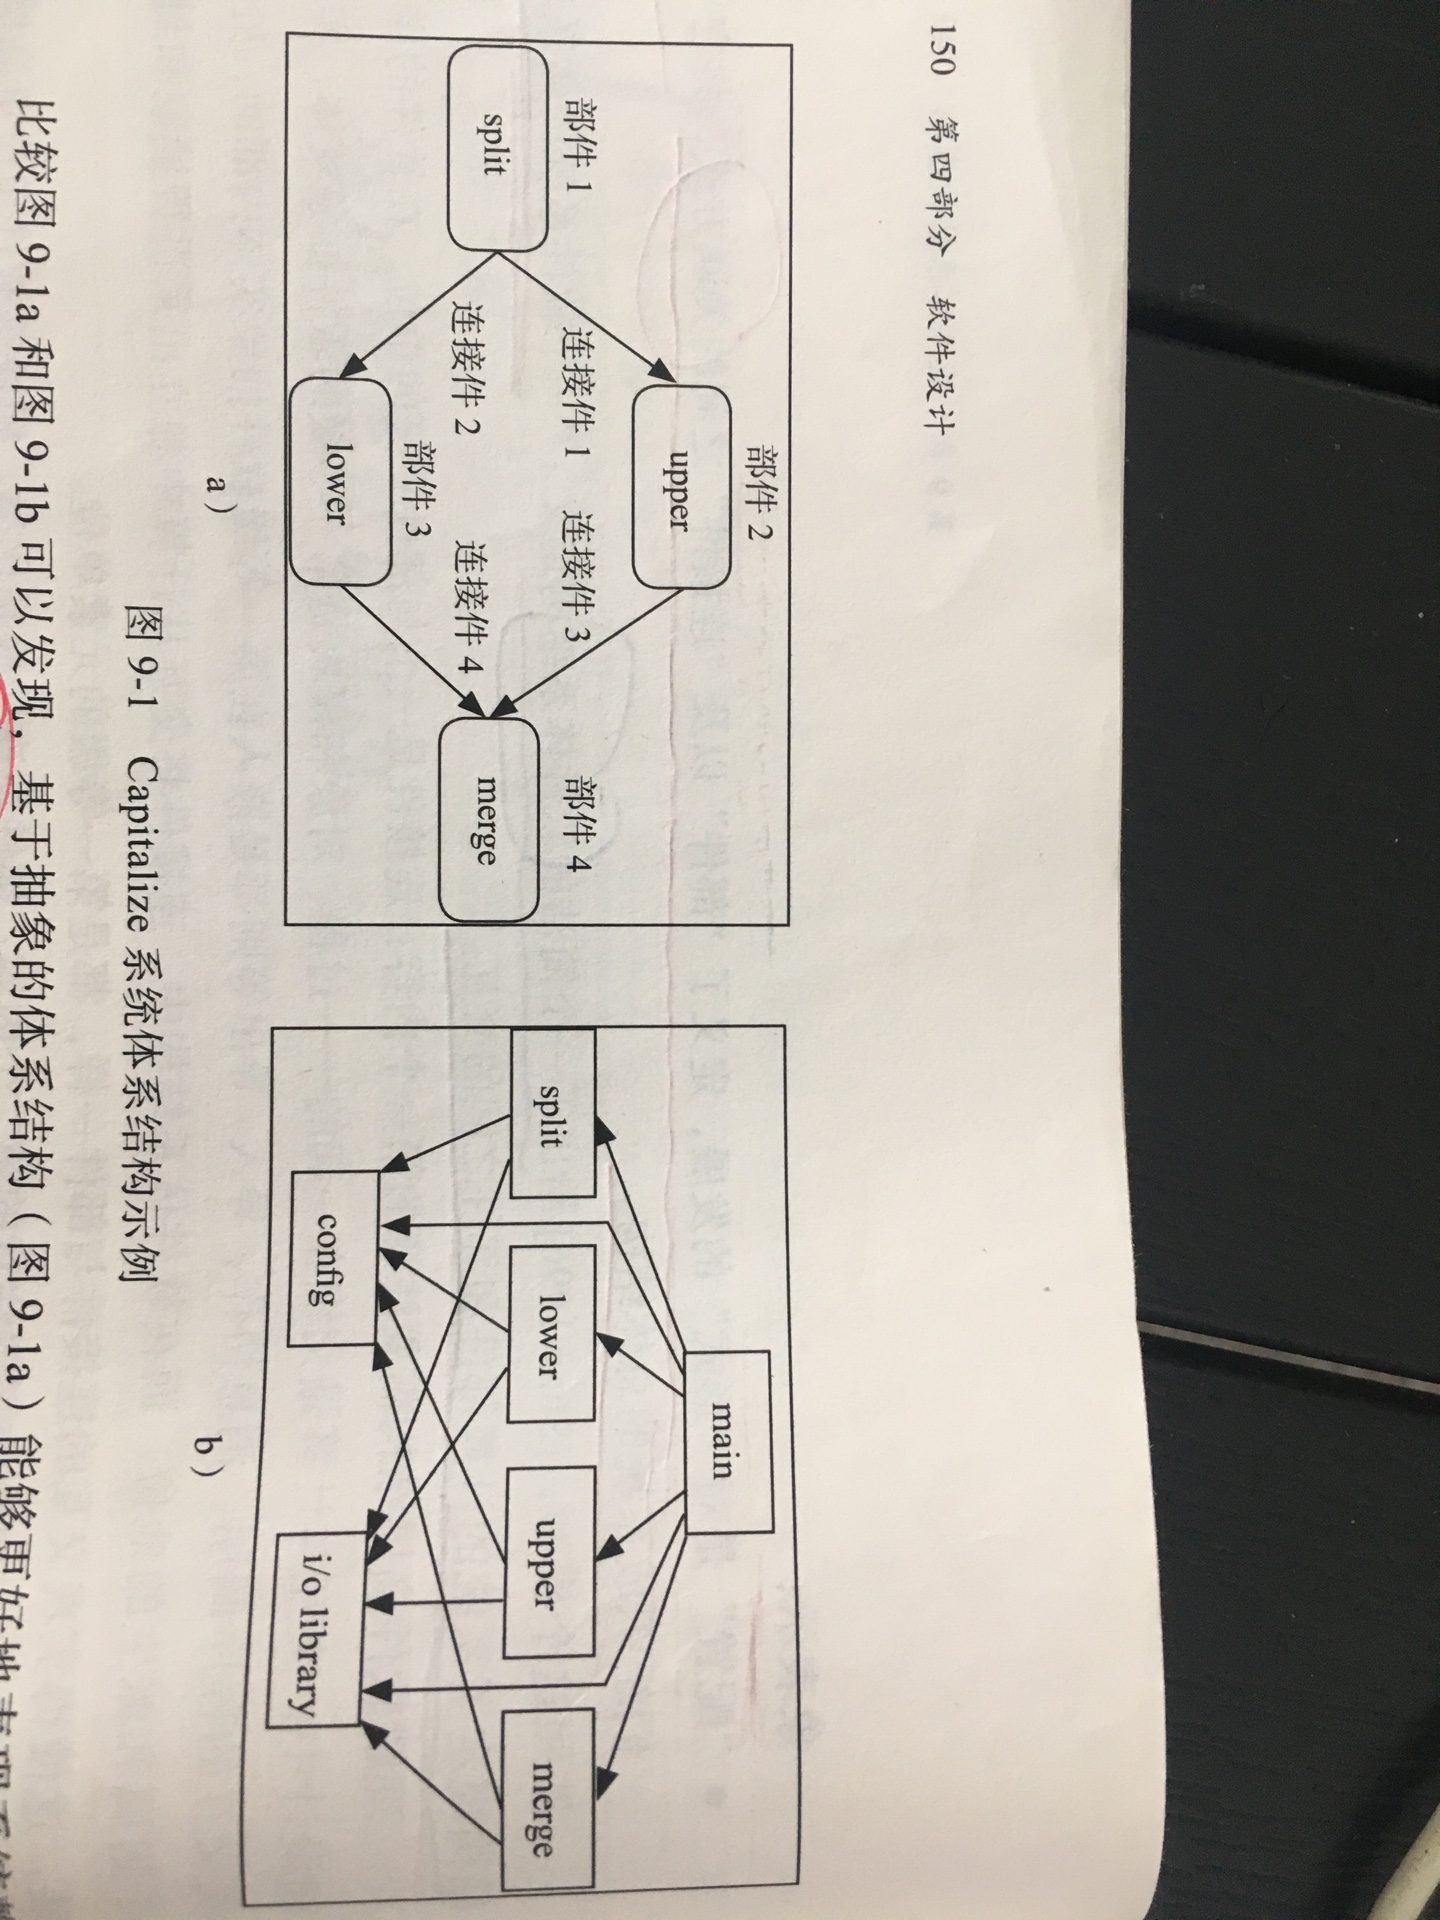 150 第四部分 软件设计
部件 2
upper
部件 1
split
连接件 1 连接件 3
连接件 2 连接件 4
部件 4
merge
部件 3
lower
a）
main
split lower upper merge
config i/o library
b）
图 9-1 Capitalize 系统体系结构示例
比较图 9-1a 和图 9-1b 可以发现，基于抽象的体系结构（图 9-1a）能够更好地表现系统